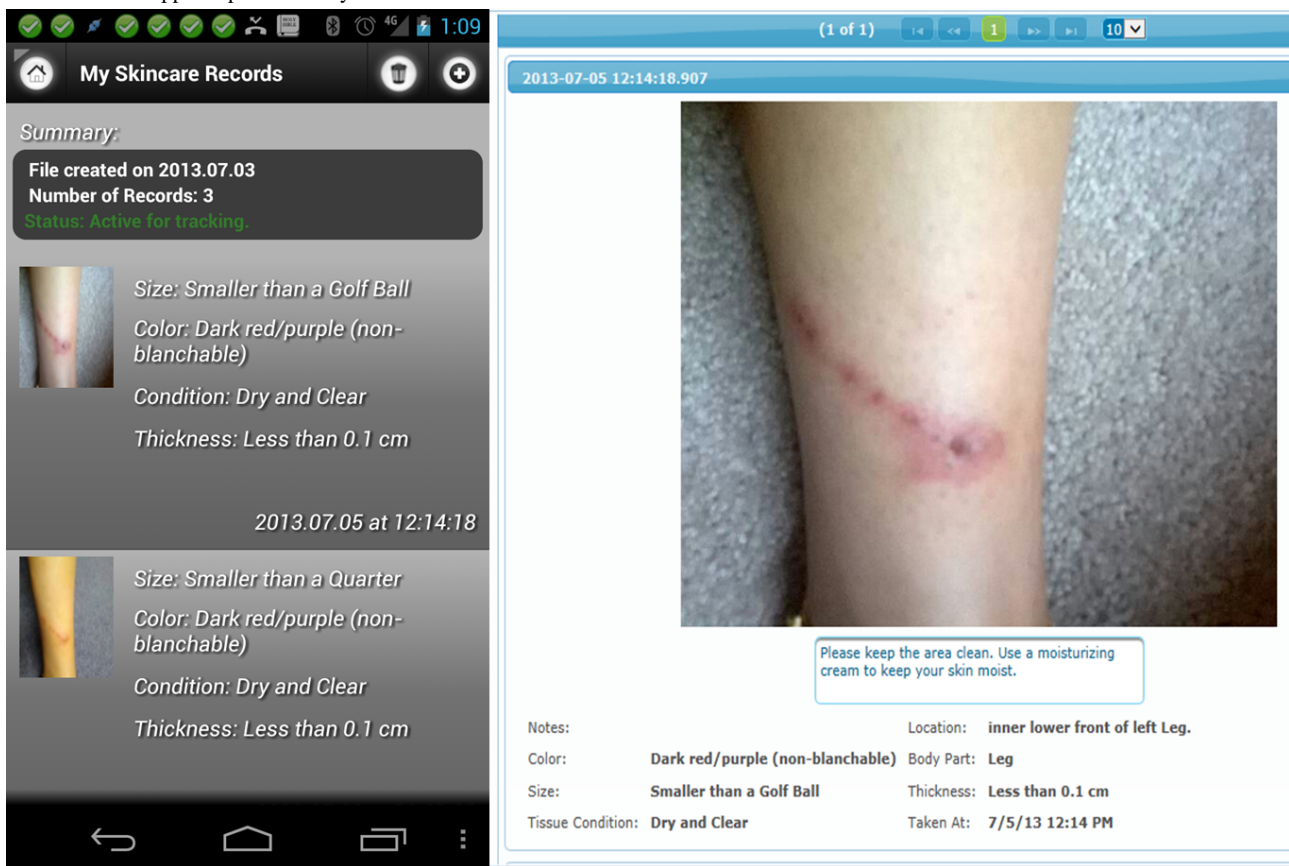 4G 1:09
HOLY BIBLE
My Skincare Records
Summary:
File created on 2013.07.03
Number of Records: 3
Status: Active for tracking.
Size: Smaller than a Golf Ball
Color: Dark red/purple (non-
blanchable)
Condition: Dry and Clear
Thickness: Less than 0.1 cm
2013.07.05 at 12:14:18
Size: Smaller than a Quarter
Color: Dark red/purple (non-
blanchable)
Condition: Dry and Clear
Thickness: Less than 0.1 cm
(1 of 1) 1 10
2013-07-05 12:14:18.907
Please keep the area clean. Use a moisturizing
cream to keep your skin moist.
Notes: Location: inner lower front of left Leg.
Color: Dark red/purple (non-blanchable) Body Part: Leg
Size: Smaller than a Golf Ball Thickness: Less than 0.1 cm
Tissue Condition: Dry and Clear Taken At: 7/5/13 12:14 PM